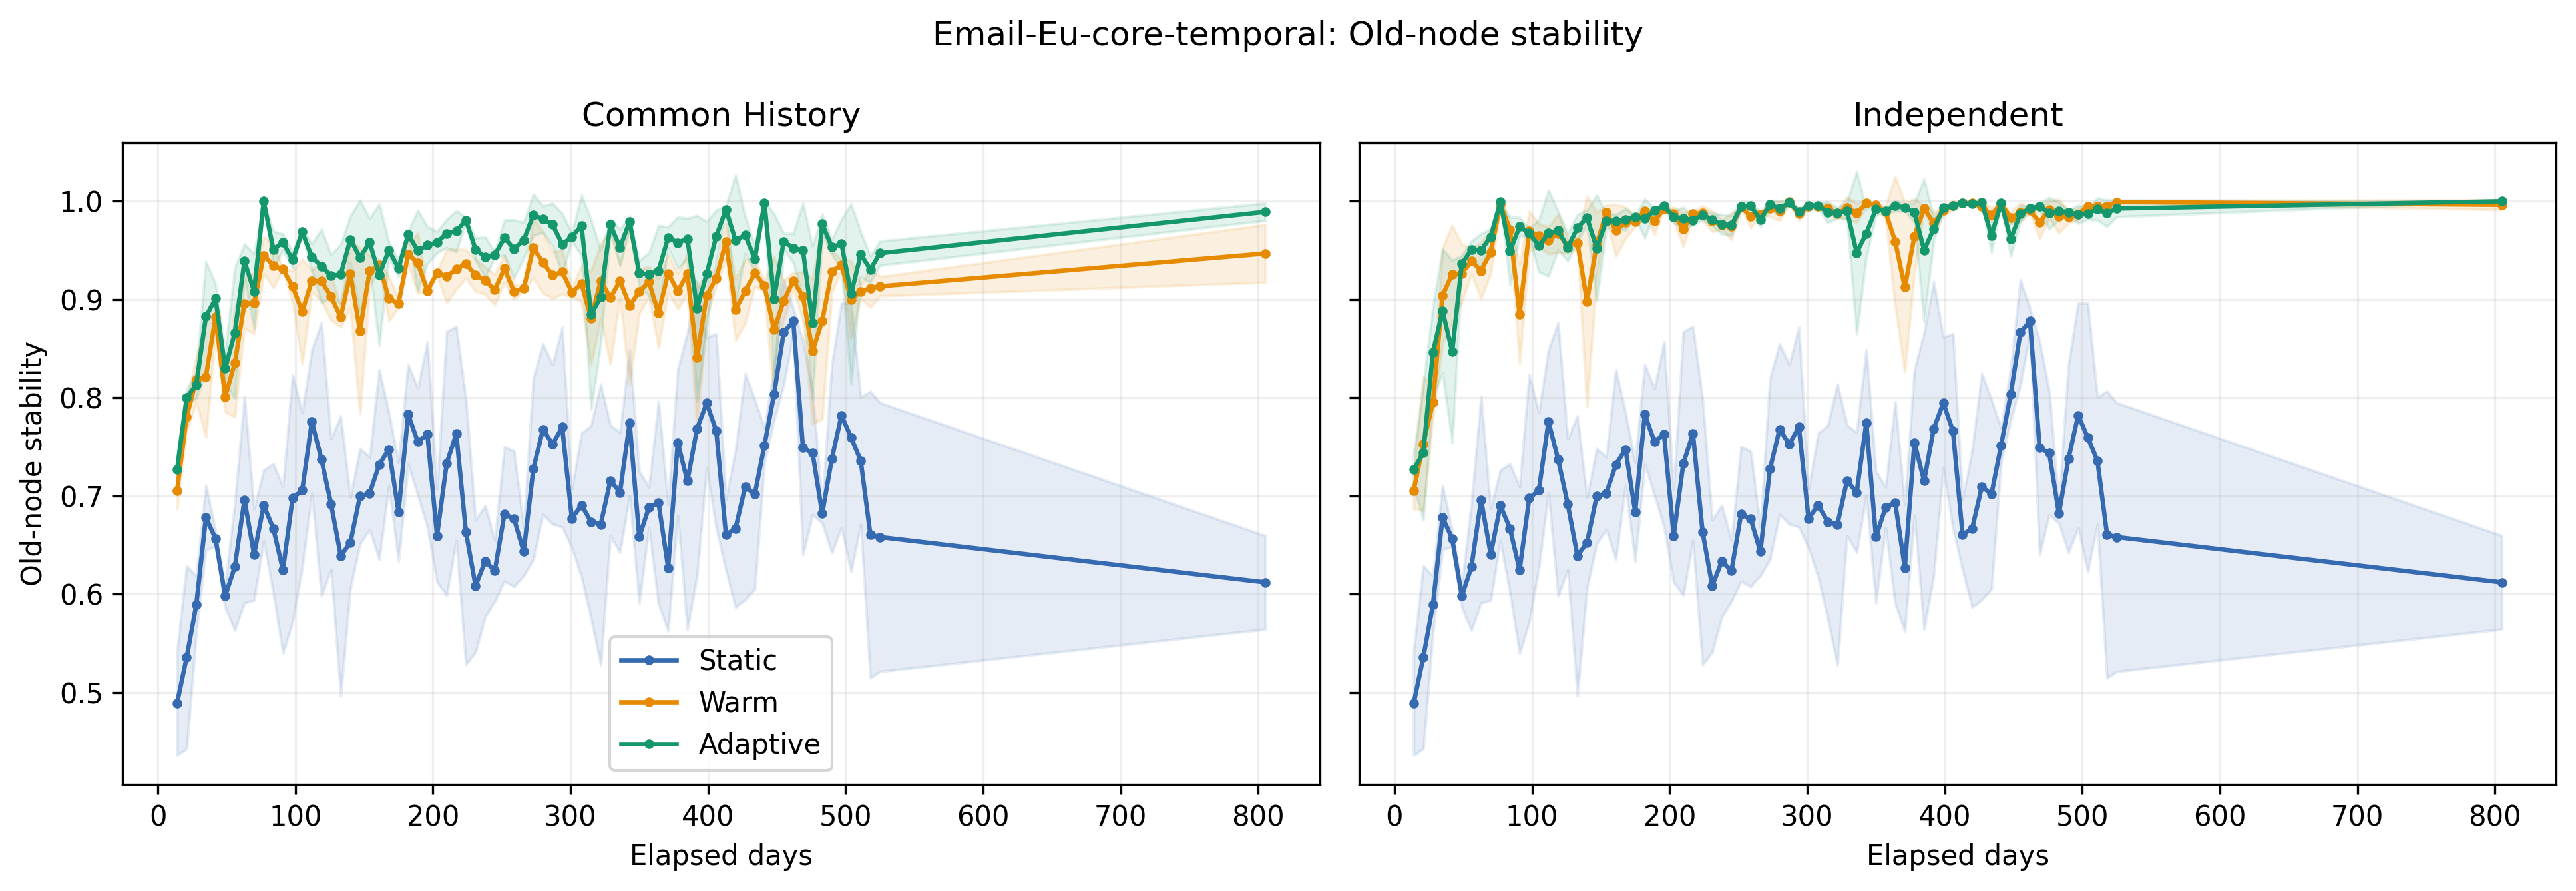 Email-Eu-core-temporal: Old-node stability
Common History
Independent
Old-node stability
1.0
0.9
0.8
0.7
0.6
0.5
Static
Warm
Adaptive
0 100 200 300 400 500 600 700 800
0 100 200 300 400 500 600 700 800
Elapsed days
Elapsed days